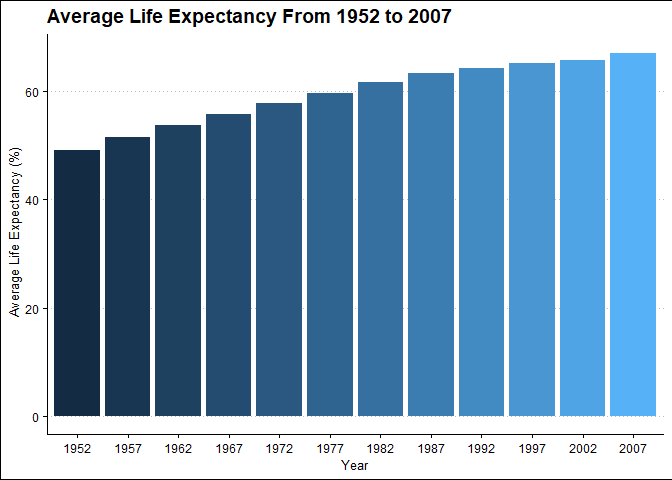 Average Life Expectancy From 1952 to 2007
Average Life Expectancy (%)
60
40
20
0
1952 1957 1962 1967 1972 1977 1982 1987 1992 1997 2002 2007
Year